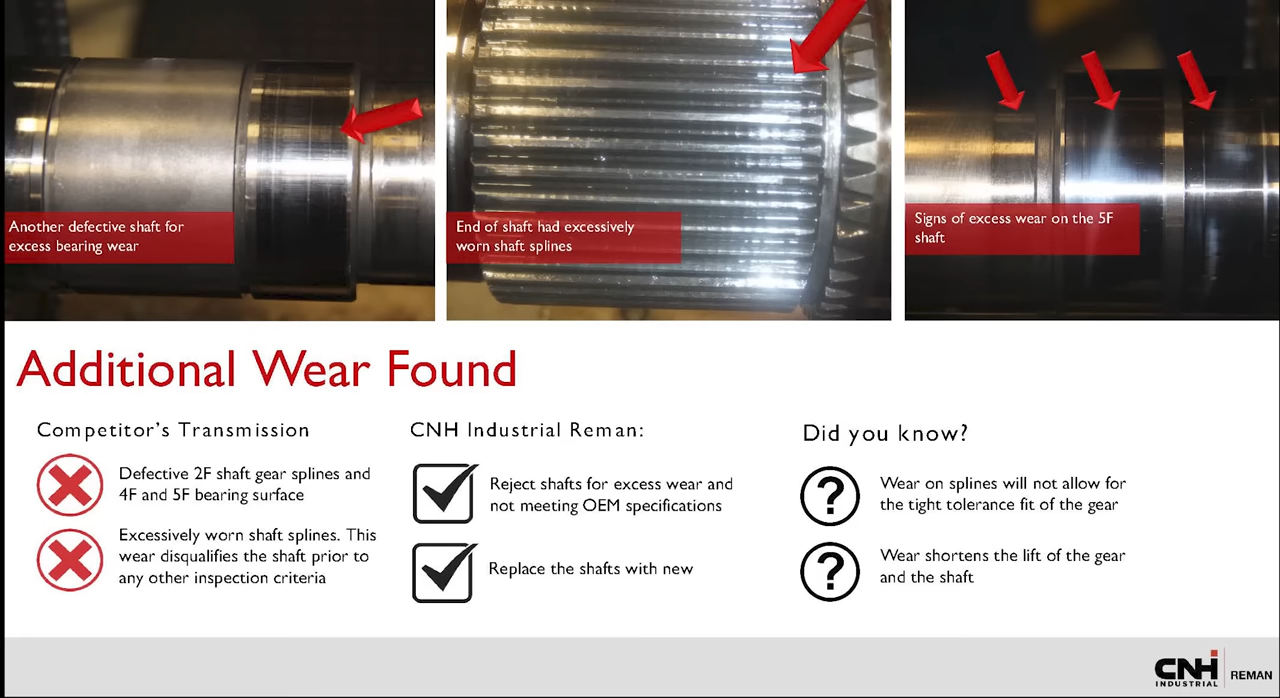 Another defective shaft for
excess bearing wear
End of shaft had excessively
worn shaft splines
Signs of excess wear on the 5F
shaft
Additional Wear Found
Competitor's Transmission
Defective 2F shaft gear splines and
4F and 5F bearing surface
Excessively worn shaft splines. This
wear disqualifies the shaft prior to
any other inspection criteria
CNH Industrial Reman:
Reject shafts for excess wear and
not meeting OEM specifications
Replace the shafts with new
Did you know?
? Wear on splines will not allow for
the tight tolerance fit of the gear
? Wear shortens the lift of the gear
and the shaft
CNH
INDUSTRIAL
REMAN